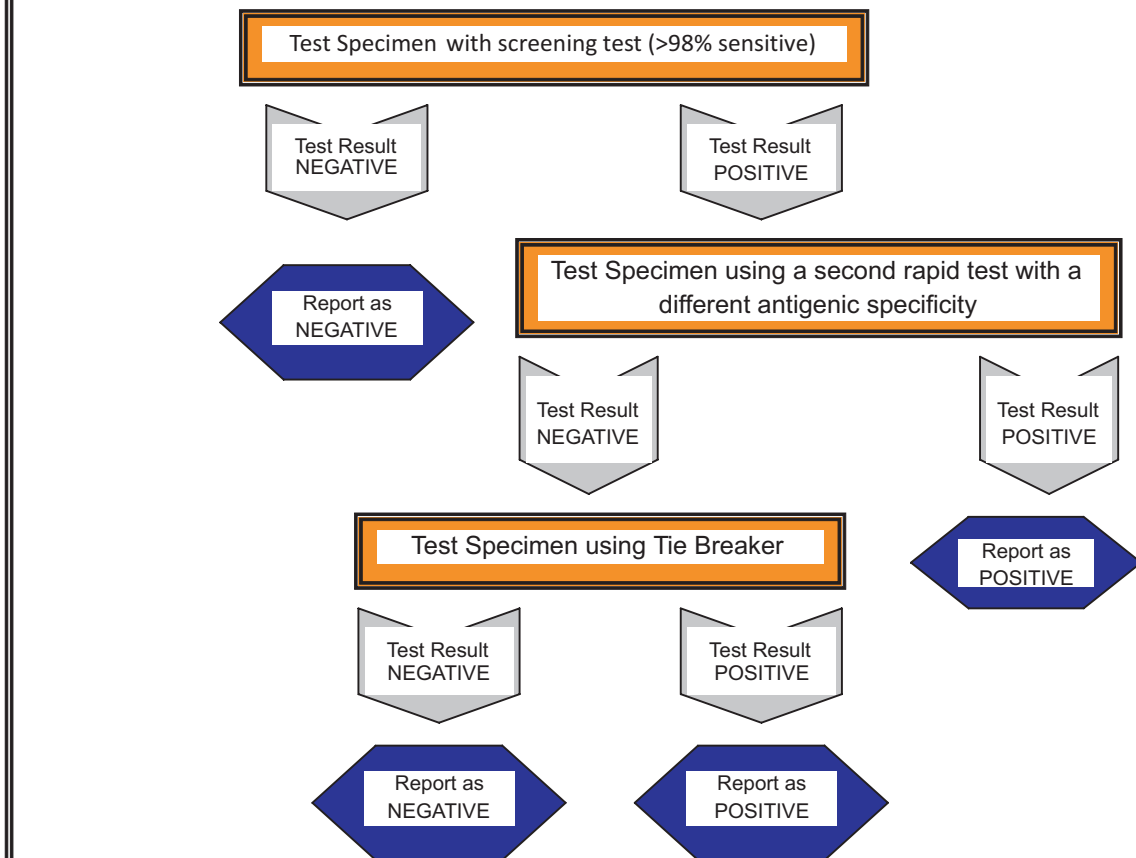 Test Specimen with screening test (>98% sensitive)
Test Result
NEGATIVE
Test Result
POSITIVE
Report as
NEGATIVE
Test Specimen using a second rapid test with a
different antigenic specificity
Test Result
NEGATIVE
Test Result
POSITIVE
Test Specimen using Tie Breaker
Report as
POSITIVE
Test Result
NEGATIVE
Test Result
POSITIVE
Report as
NEGATIVE
Report as
POSITIVE